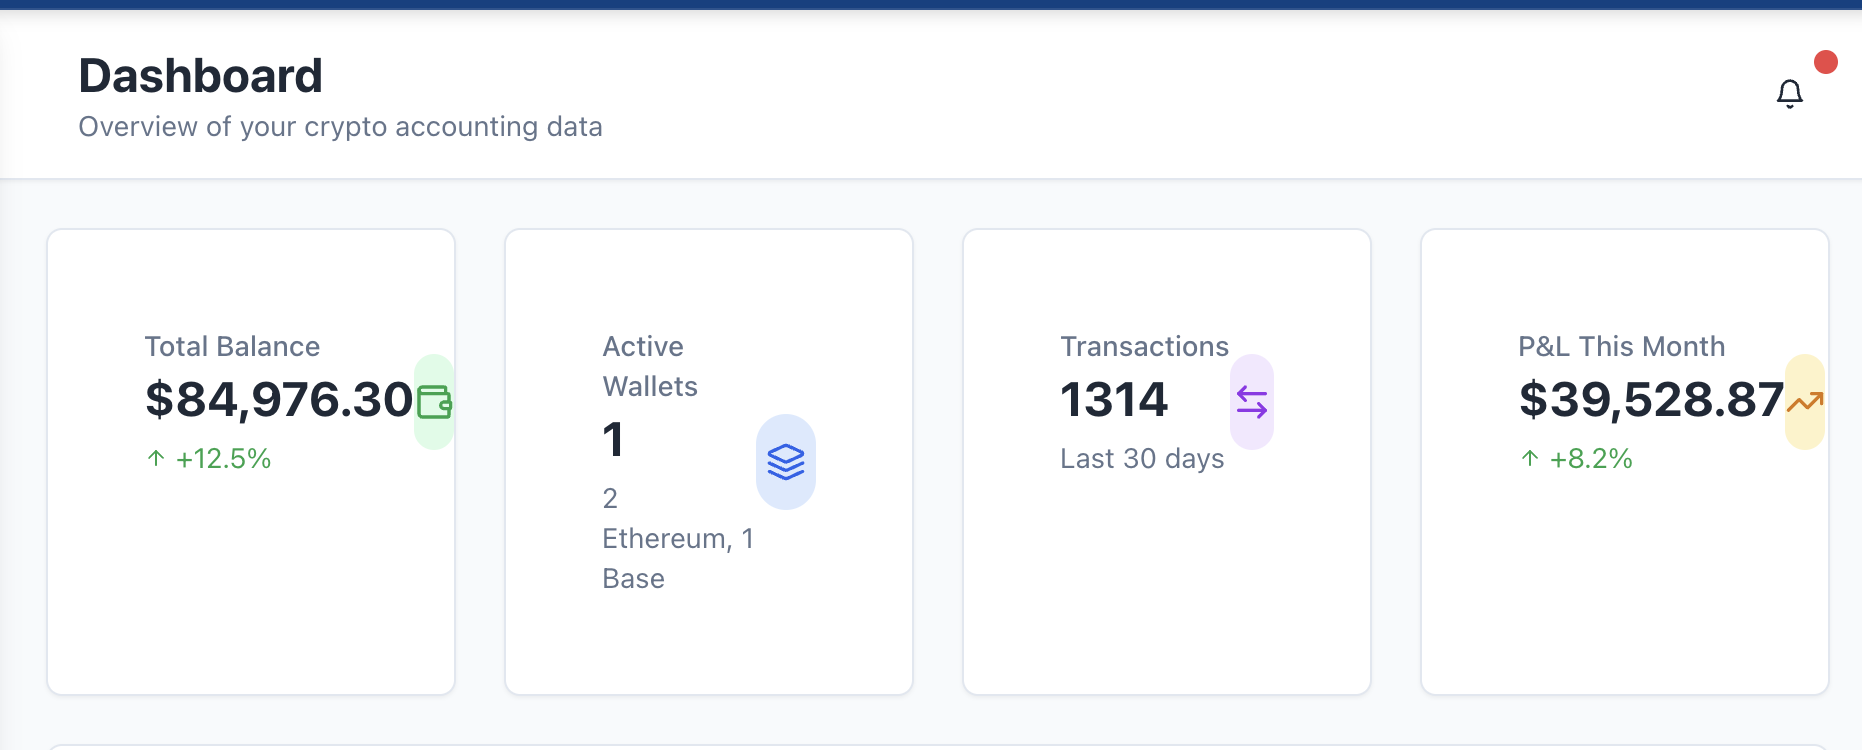 Dashboard
Overview of your crypto accounting data
Total Balance
$84,976.30
+12.5%
Active
Wallets
1
2
Ethereum, 1
Base
Transactions
1314
Last 30 days
P&L This Month
$39,528.87
+8.2%